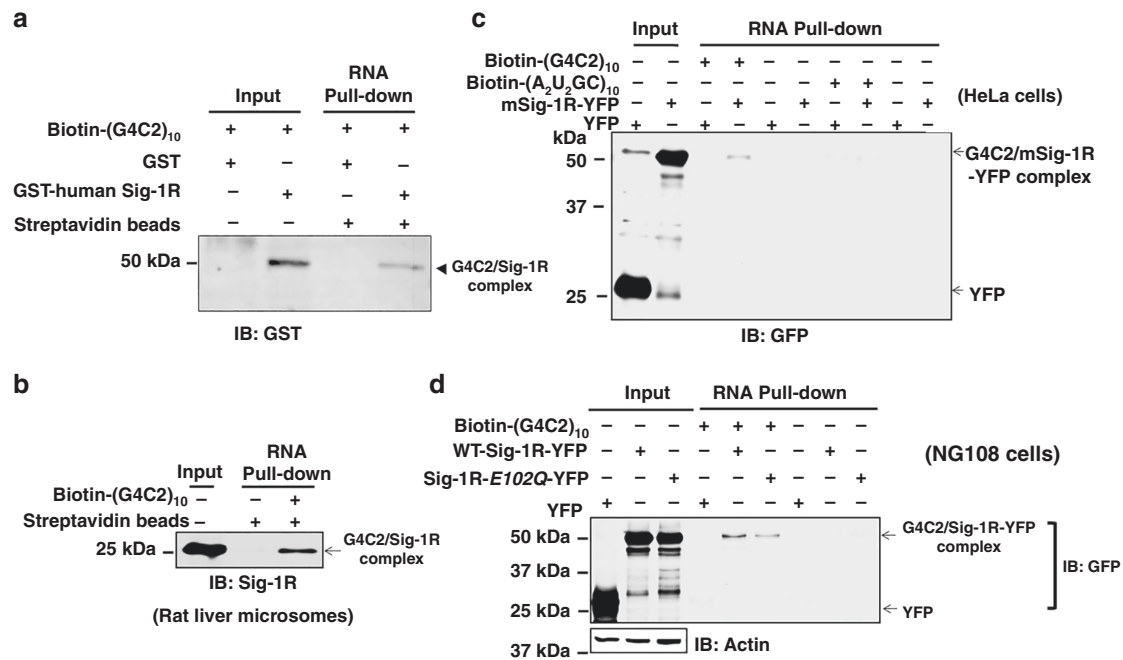 a
Input
RNA
Pull-down
Biotin-(G4C2)10 + + + +
GST + – + –
GST-human Sig-1R – + – +
Streptavidin beads – – + +
50 kDa
G4C2/Sig-1R
complex
IB: GST
b
Input
RNA
Pull-down
Biotin-(G4C2)10 – – +
Streptavidin beads – + +
25 kDa
G4C2/Sig-1R
complex
IB: Sig-1R
(Rat liver microsomes)
c
Input RNA Pull-down
Biotin-(G4C2)10 – – + + – – – – – –
Biotin-(A2U2GC)10 – – – – – – + + – –
mSig-1R-YFP – + – + – + – + – +
YFP + – + – + – + – + –
(HeLa cells)
kDa
50
37
25
G4C2/mSig-1R
-YFP complex
YFP
IB: GFP
d
Input RNA Pull-down
Biotin-(G4C2)10 – – – + + + – – –
WT-Sig-1R-YFP – + – – + – – + –
Sig-1R-E102Q-YFP – – + – – + – – +
YFP + – – + – – + – –
(NG108 cells)
50 kDa
37 kDa
25 kDa
37 kDa
G4C2/Sig-1R-YFP
complex
YFP
IB: GFP
IB: Actin